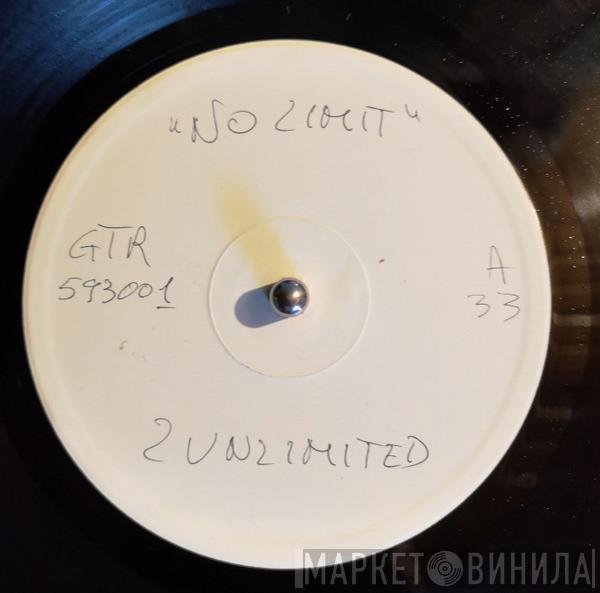 "NO LIMIT"
GTR
593001
A
33
2 UNLIMITED
МАРКЕТ ВИНИЛА